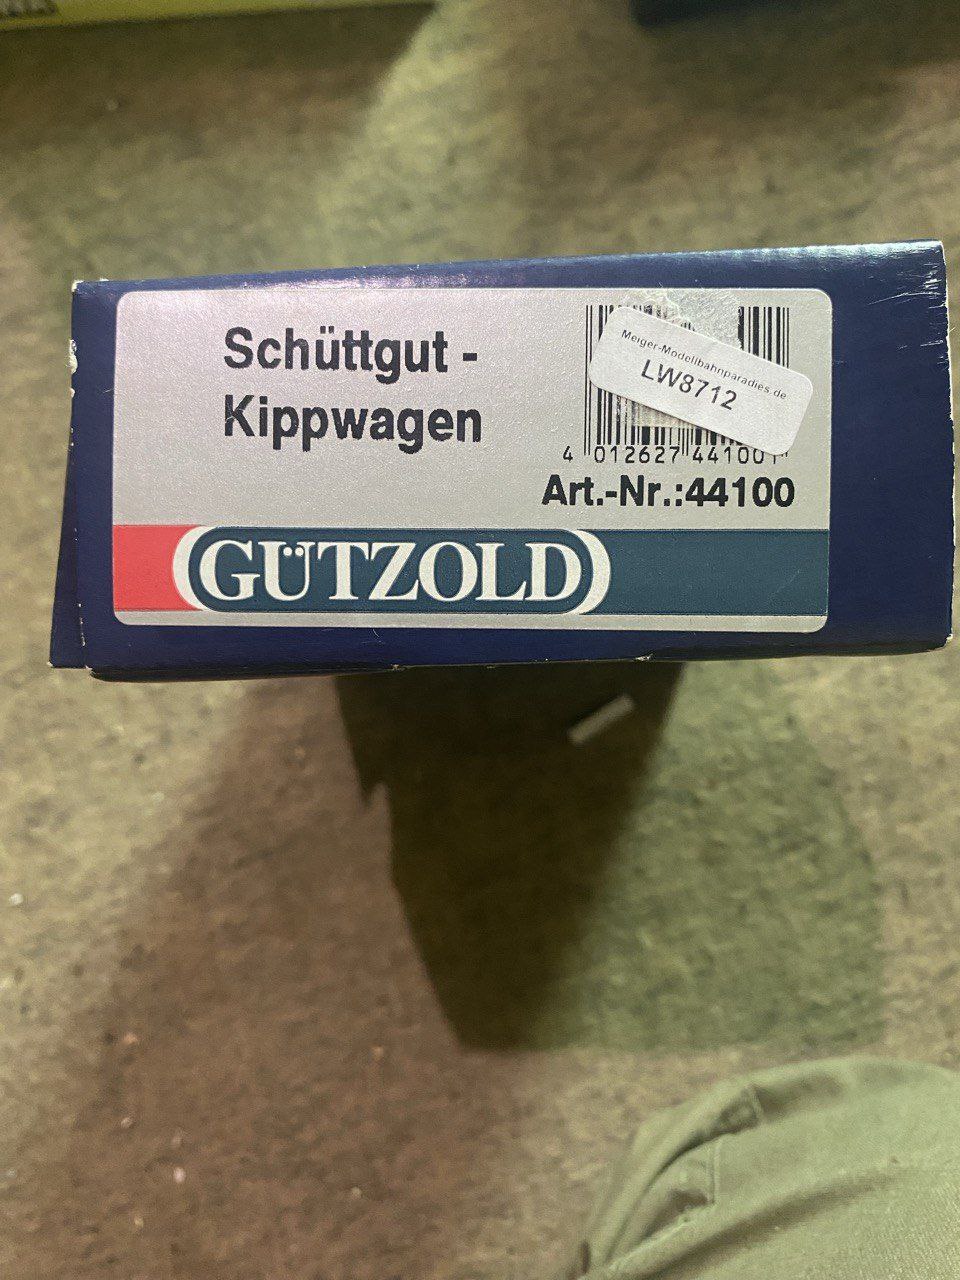 Schüttgut -
Kippwagen
Meiger-Modellbahnparadies.de
LW8712
4 012627 441001
Art.-Nr.:44100
GÜTZOLD